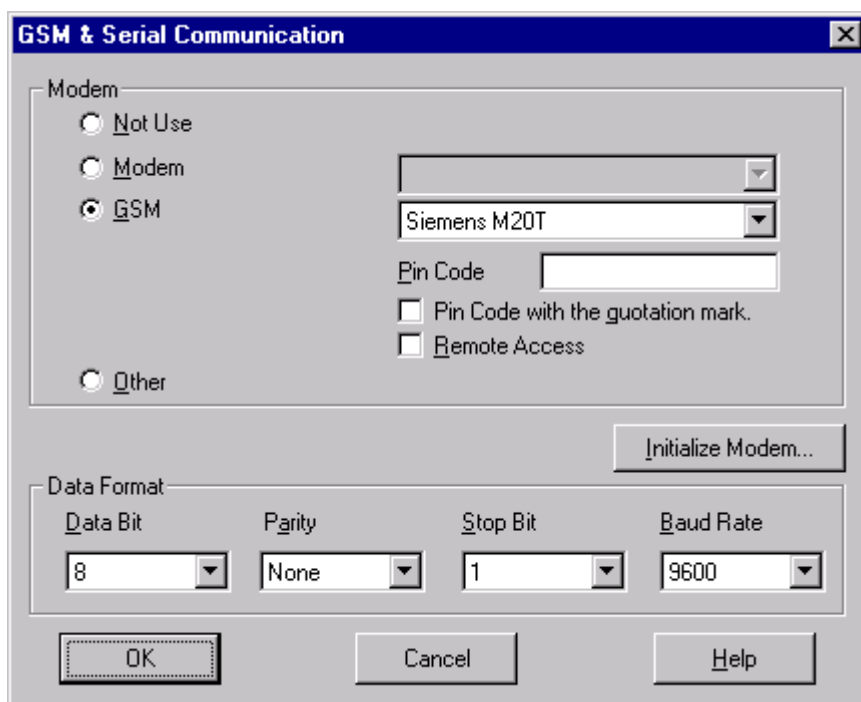 GSM & Serial Communication
Modem
Not Use
Modem
GSM
Siemens M20T
Pin Code
Pin Code with the guotation mark.
Remote Access
Other
Initialize Modem...
Data Format
Data Bit Parity Stop Bit Baud Rate
8 None 1 9600
OK Cancel Help